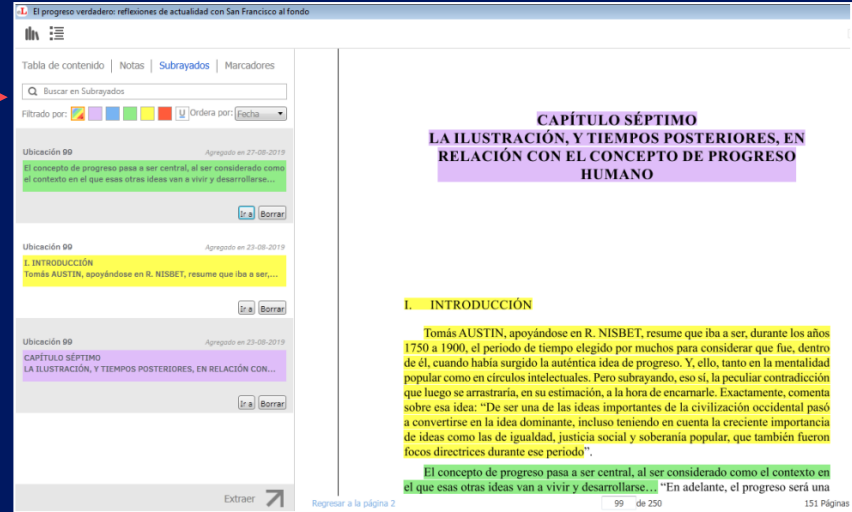 El progreso verdadero: reflexiones de actualidad con San Francisco al fondo
Tabla de contenido | Notas | Subrayados | Marcadores
Buscar en Subrayados
Filtrado por: U Ordera por: Fecha
Ubicación 99 Agregado en 27-08-2019
El concepto de progreso pasa a ser central, al ser considerado como
el contexto en el que esas otras ideas van a vivir y desarrollarse...
Ir a Borrar
Ubicación 99 Agregado en 23-08-2019
I. INTRODUCCIÓN
Tomás AUSTIN, apoyándose en R. NISBET, resume que iba a ser,...
Ir a Borrar
Ubicación 99 Agregado en 23-08-2019
CAPÍTULO SÉPTIMO
LA ILUSTRACIÓN, Y TIEMPOS POSTERIORES, EN RELACIÓN CON...
Ir a Borrar
Extraer
CAPÍTULO SÉPTIMO
LA ILUSTRACIÓN, Y TIEMPOS POSTERIORES, EN
RELACIÓN CON EL CONCEPTO DE PROGRESO
HUMANO
I. INTRODUCCIÓN
Tomás AUSTIN, apoyándose en R. NISBET, resume que iba a ser, durante los años
1750 a 1900, el periodo de tiempo elegido por muchos para considerar que fue, dentro
de él, cuando había surgido la auténtica idea de progreso. Y, ello, tanto en la mentalidad
popular como en círculos intelectuales. Pero subrayando, eso sí, la peculiar contradicción
que luego se arrastraría, en su estimación, a la hora de encarnarle. Exactamente, comenta
sobre esa idea: “De ser una de las ideas importantes de la civilización occidental pasó
a convertirse en la idea dominante, incluso teniendo en cuenta la creciente importancia
de ideas como las de igualdad, justicia social y soberanía popular, que también fueron
focos directrices durante ese periodo”.
El concepto de progreso pasa a ser central, al ser considerado como el contexto en
el que esas otras ideas van a vivir y desarrollarse… “En adelante, el progreso será una
Regresar a la página 2 99 de 250 151 Páginas